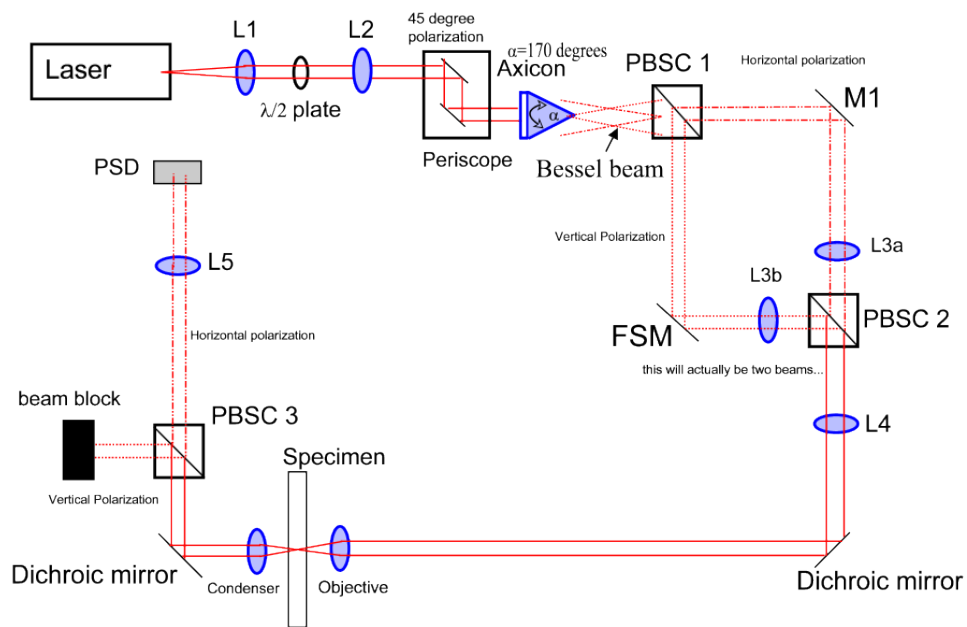 45 degree
polarization
L1
L2
α=170 degrees
Axicon
PBSC 1
Horizontal polarization
Laser
λ/2 plate
α
M1
Periscope
Bessel beam
PSD
Vertical Polarization
L3a
L5
L3b
PBSC 2
Horizontal polarization
FSM
this will actually be two beams...
beam block
PBSC 3
L4
Specimen
Vertical Polarization
Dichroic mirror
Condenser
Objective
Dichroic mirror